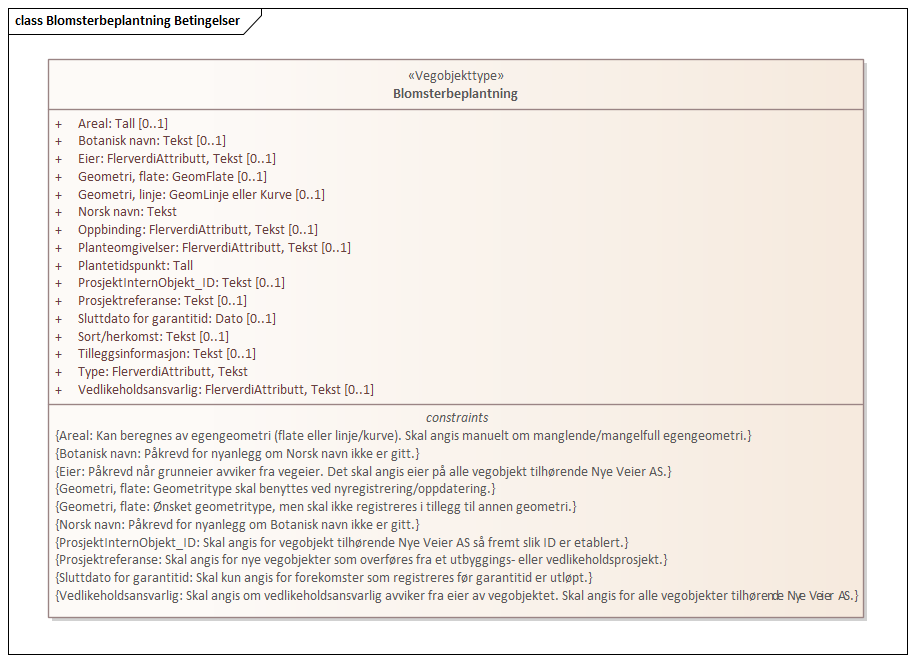 class Blomsterbeplantning Betingelser
«Vegobjekttype»
Blomsterbeplantning
+ Areal: Tall [0..1]
+ Botanisk navn: Tekst [0..1]
+ Eier: FlerverdiAttributt, Tekst [0..1]
+ Geometri, flate: GeomFlate [0..1]
+ Geometri, linje: GeomLinje eller Kurve [0..1]
+ Norsk navn: Tekst
+ Oppbinding: FlerverdiAttributt, Tekst [0..1]
+ Planteomgivelser: FlerverdiAttributt, Tekst [0..1]
+ Plantetidspunkt: Tall
+ ProsjektInternObjekt_ID: Tekst [0..1]
+ Prosjektreferanse: Tekst [0..1]
+ Sluttdato for garantitid: Dato [0..1]
+ Sort/herkomst: Tekst [0..1]
+ Tilleggsinformasjon: Tekst [0..1]
+ Type: FlerverdiAttributt, Tekst
+ Vedlikeholdsansvarlig: FlerverdiAttributt, Tekst [0..1]
constraints
{Areal: Kan beregnes av egengeometri (flate eller linje/kurve). Skal angis manuelt om manglende/mangelfull egengeometri.}
{Botanisk navn: Påkrevd for nyanlegg om Norsk navn ikke er gitt.}
{Eier: Påkrevd når grunneier avviker fra vegeier. Det skal angis eier på alle vegobjekt tilhørende Nye Veier AS.}
{Geometri, flate: Geometritype skal benyttes ved nyregistrering/oppdatering.}
{Geometri, flate: Ønsket geometritype, men skal ikke registreres i tillegg til annen geometri.}
{Norsk navn: Påkrevd for nyanlegg om Botanisk navn ikke er gitt.}
{ProsjektInternObjekt_ID: Skal angis for vegobjekt tilhørende Nye Veier AS så fremt slik ID er etablert.}
{Prosjektreferanse: Skal angis for nye vegobjekter som overføres fra et utbyggings- eller vedlikeholdsprosjekt.}
{Sluttdato for garantitid: Skal kun angis for forekomster som registreres før garantitid er utløpt.}
{Vedlikeholdsansvarlig: Skal angis om vedlikeholdsansvarlig avviker fra eier av vegobjektet. Skal angis for alle vegobjekter tilhørende Nye Veier AS.}